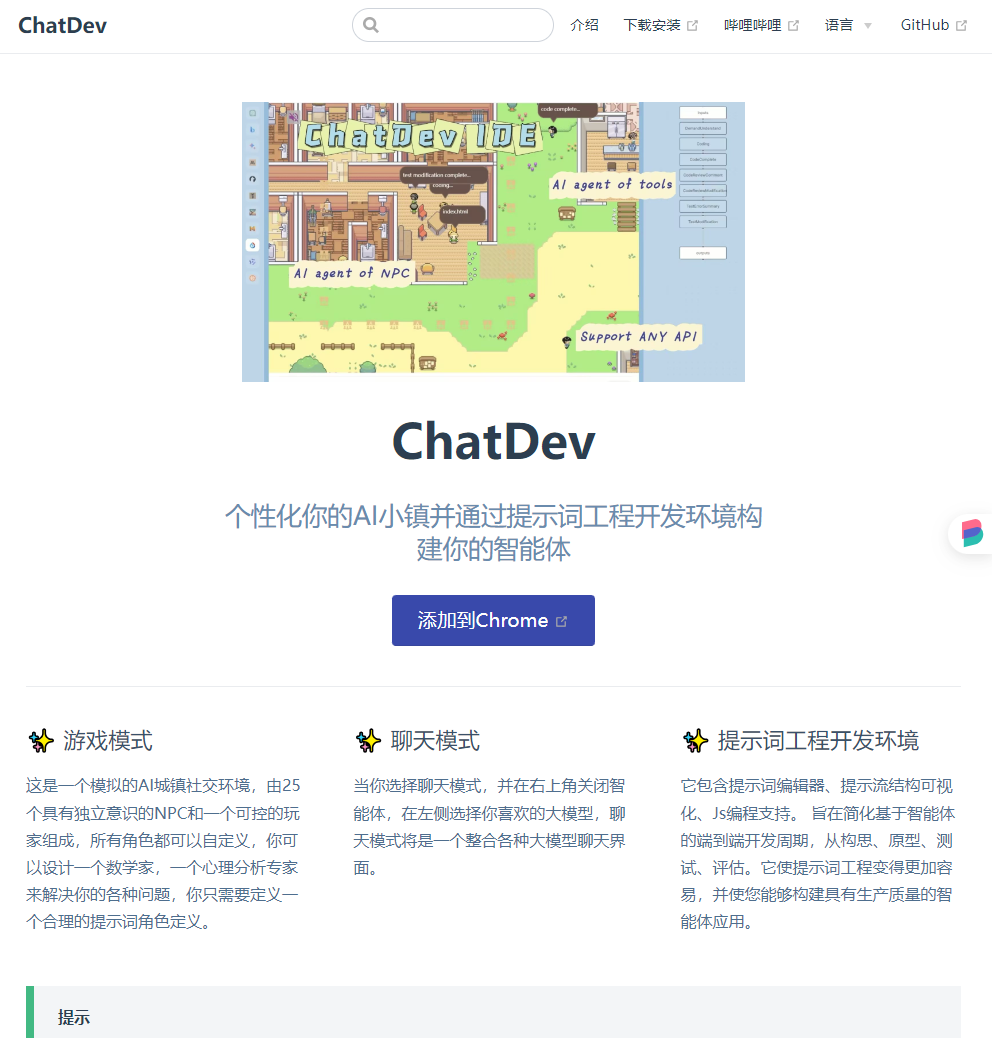 ChatDev
介绍
下载安装
哔哩哔哩
语言
GitHub
code complete...
ChatDev IDE
test modification complete...
coding...
index.html
AI agent of tools
AI agent of NPC
Support ANY API
Coding
ChatDev
个性化你的AI小镇并通过提示词工程开发环境构
建你的智能体
添加到Chrome
游戏模式
这是一个模拟的AI城镇社交环境，由25
个具有独立意识的NPC和一个可控的玩
家组成，所有角色都可以自定义，你可
以设计一个数学家，一个心理分析专家
来解决你的各种问题，你只需要定义一
个合理的提示词角色定义。
聊天模式
当你选择聊天模式，并在右上角关闭智
能体，在左侧选择你喜欢的大模型，聊
天模式将是一个整合各种大模型聊天界
面。
提示词工程开发环境
它包含提示词编辑器、提示流结构可视
化、Js编程支持。 旨在简化基于智能体
的端到端开发周期，从构思、原型、测
试、评估。它使提示词工程变得更加容
易，并使您能够构建具有生产质量的智
能体应用。
提示